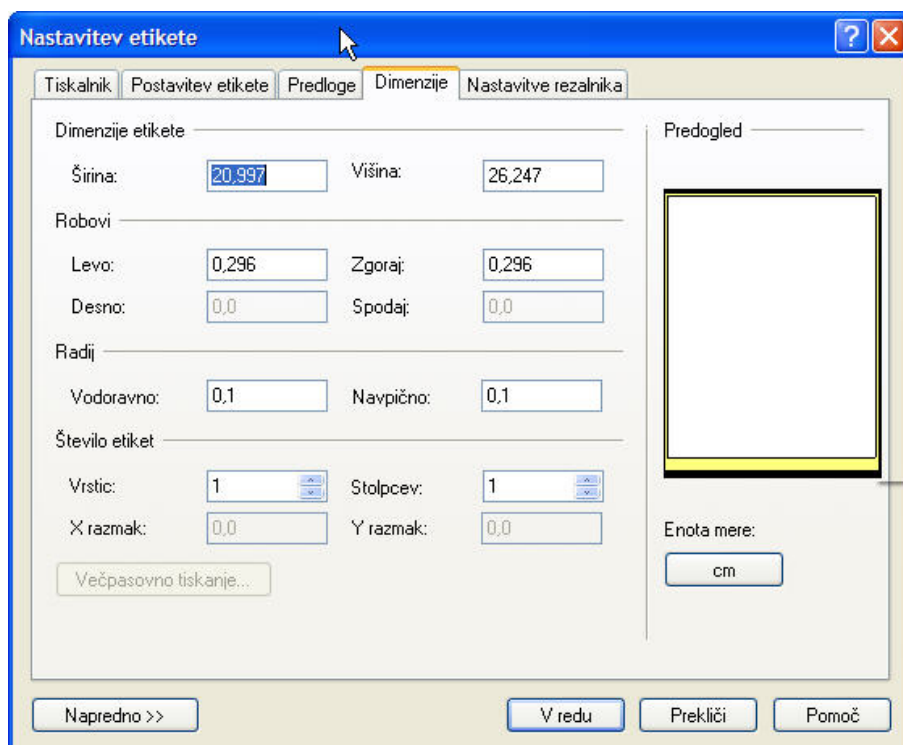 Nastavitev etikete
Tiskalnik Postavitev etikete Predloge Dimenzije Nastavitve rezalnika
Dimenzije etikete
Širina: 20,997 Višina: 26,247
Robovi
Levo: 0,296 Zgoraj: 0,296
Desno: 0,0 Spodaj: 0,0
Radij
Vodoravno: 0,1 Navpično: 0,1
Število etiket
Vrstic: 1 Stolpcev: 1
X razmak: 0,0 Y razmak: 0,0
Večpasovno tiskanje...
Predogled
Enota mere:
cm
Napredno >> V redu Prekliči Pomoč